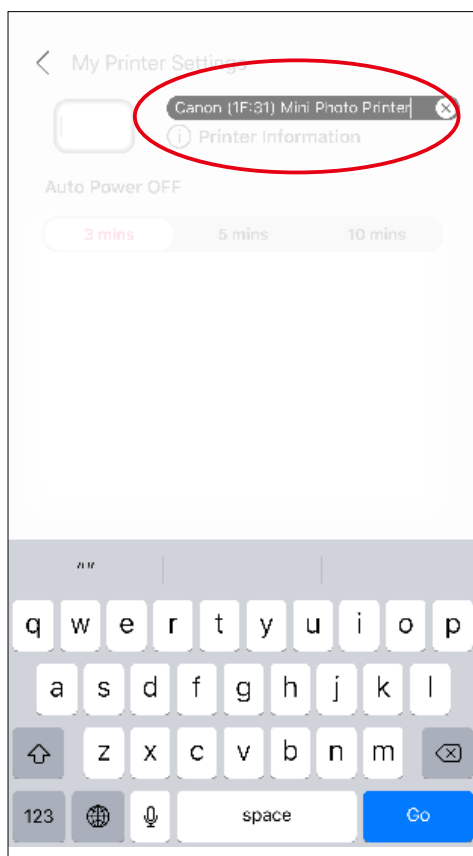 My Printer Settings
Canon (1F:31) Mini Photo Printer
Printer Information
Auto Power OFF
3 mins 5 mins 10 mins
“”
q w e r t y u i o p
a s d f g h j k l
z x c v b n m
123 space Go